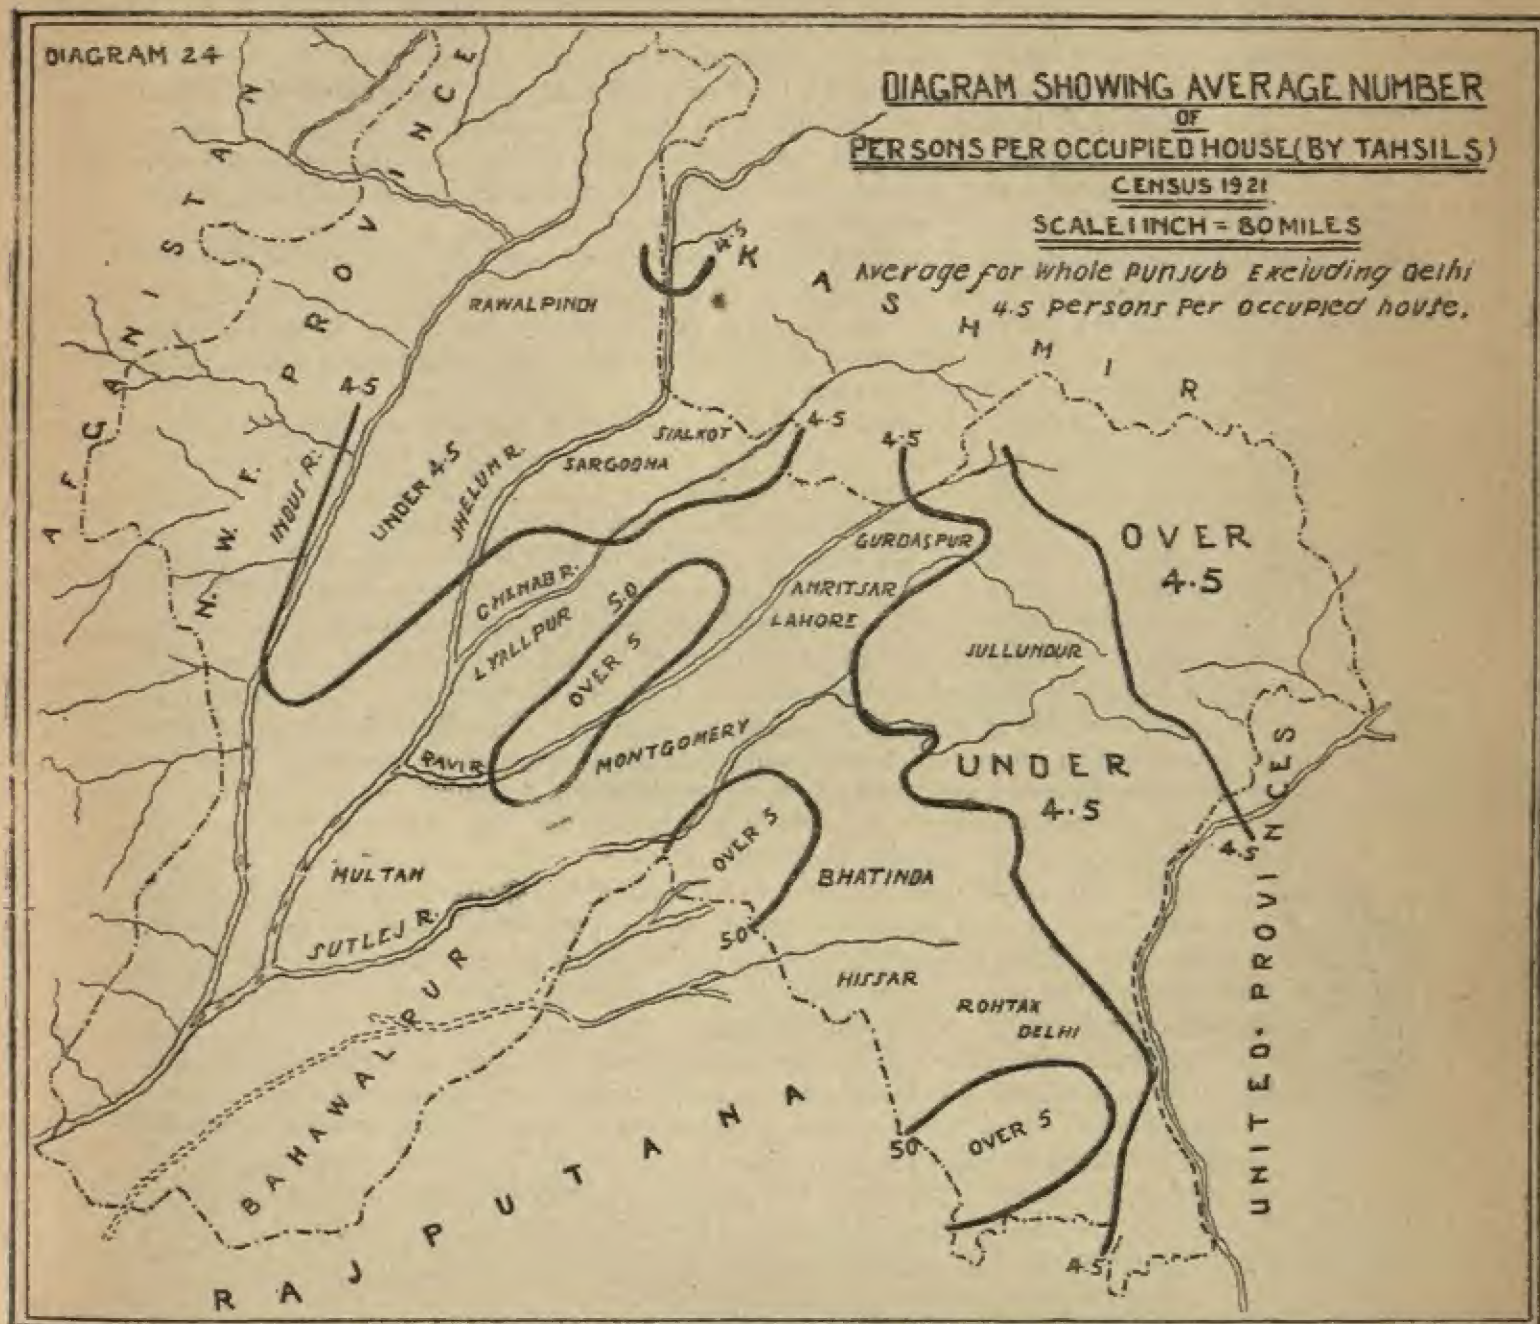 DIAGRAM 24
DIAGRAM SHOWING AVERAGE NUMBER
OF
PERSONS PER OCCUPIED HOUSE (BY TAHSILS)
CENSUS 1921
SCALE 1 INCH = 80 MILES
Average for Whole Punjub Excluding Delhi
4.5 persons Per occupied house.
AFGANISTAN
N. W. F. PROVINCE
KASHMIR
4.5
RAWALPINDI
4.5
INDUS R.
UNDER 4.5
JHELUM R.
SIALKOT
SARGODHA
4.5
4.5
OVER
4.5
GURDASPUR
CHENAB R.
LYALLPUR
5.0
OVER 5
AMRITSAR
LAHORE
JULLUNDUR
RAVI R
MONTGOMERY
UNDER
4.5
4.5
MULTAN
OVER 5
BHATINDA
SUTLEJ R.
50
HISSAR
ROHTAK
DELHI
BAHAWALPUR
RAJPUTANA
50
OVER 5
4.5
UNITED. PROVINCES